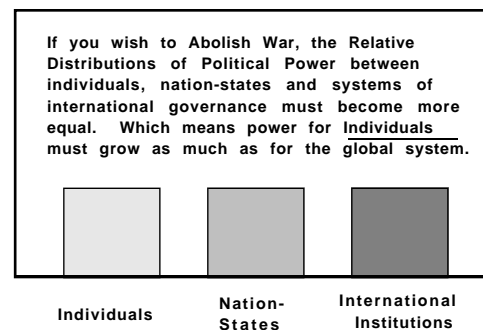 If you wish to Abolish War, the Relative
Distributions of Political Power between
individuals, nation-states and systems of
international governance must become more
equal. Which means power for Individuals
must grow as much as for the global system.
Individuals
Nation-
States
International
Institutions